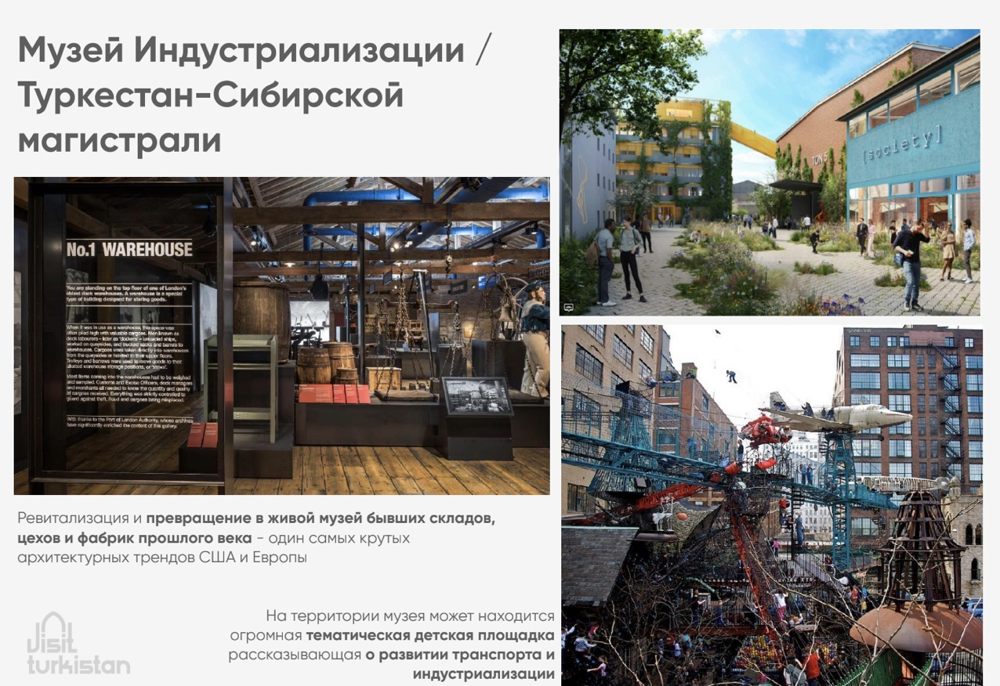 Музей Индустриализации /
Туркестан-Сибирской
магистрали
[society]
No.1 WAREHOUSE
You are standing on the top floor of one of London's
oldest dock warehouses. A warehouse is a special
type of building designed for storing goods.
When it was in use as a warehouse, this space was
often piled high with valuable cargoes. Men known as
dock labourers – later as 'dockers' – unloaded ships,
worked on quaysides, and trucked sacks and barrels to
warehouses. Cargoes were taken directly into warehouses
from the quaysides or hoisted to their upper floors.
Trolleys and barrows were used to move goods to their
allotted warehouse storage positions, or 'stows'.
Most items coming into the warehouses had to be weighed
and sampled. Customs and Excise Officers, dock managers
and merchants all needed to know the quantity and quality
of cargoes received. Everything was strictly controlled to
guard against theft, fraud and cargoes being misplaced.
With thanks to the Port of London Authority, whose archives
have significantly enriched the content of this gallery.
Ревитализация и превращение в живой музей бывших складов,
цехов и фабрик прошлого века - один самых крутых
архитектурных трендов США и Европы
На территории музея может находится
огромная тематическая детская площадка
рассказывающая о развитии транспорта и
индустриализации
visit
turkistan